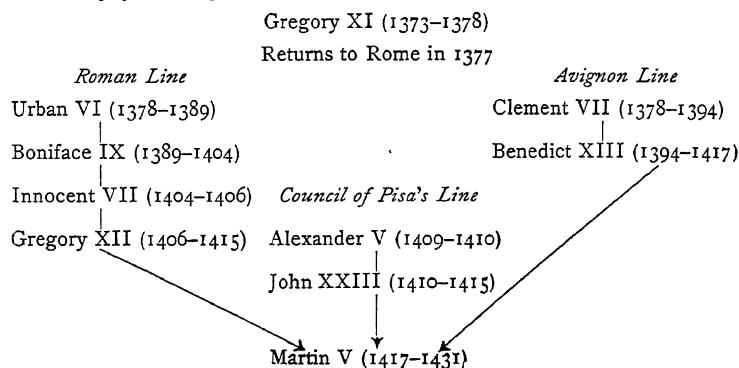 Gregory XI (1373–1378)
Returns to Rome in 1377
Roman Line
Avignon Line
Urban VI (1378–1389)
Clement VII (1378–1394)
Boniface IX (1389–1404)
Benedict XIII (1394–1417)
Innocent VII (1404–1406)
Council of Pisa's Line
Gregory XII (1406–1415)
Alexander V (1409–1410)
John XXIII (1410–1415)
Martin V (1417–1431)